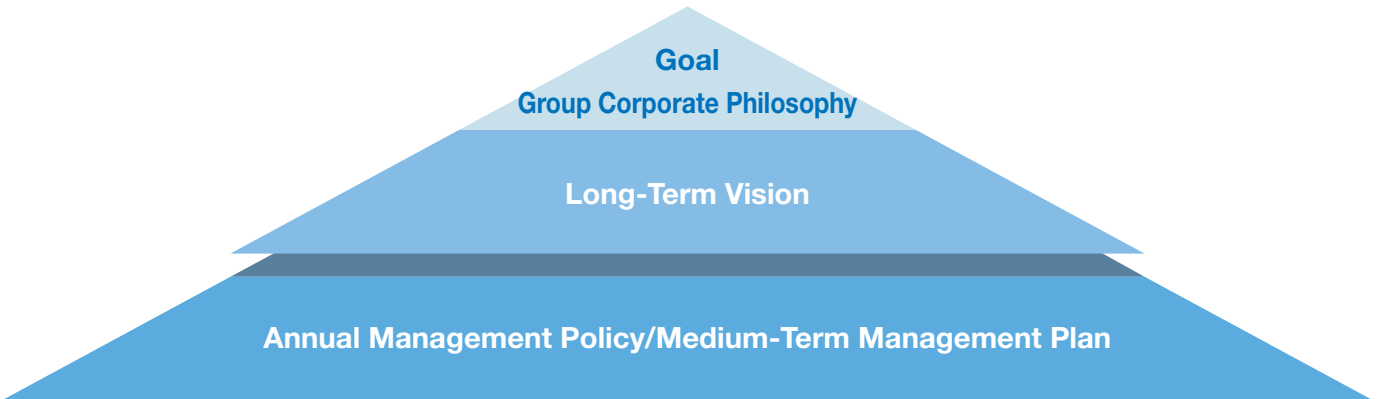 Goal
Group Corporate Philosophy
Long-Term Vision
Annual Management Policy/Medium-Term Management Plan